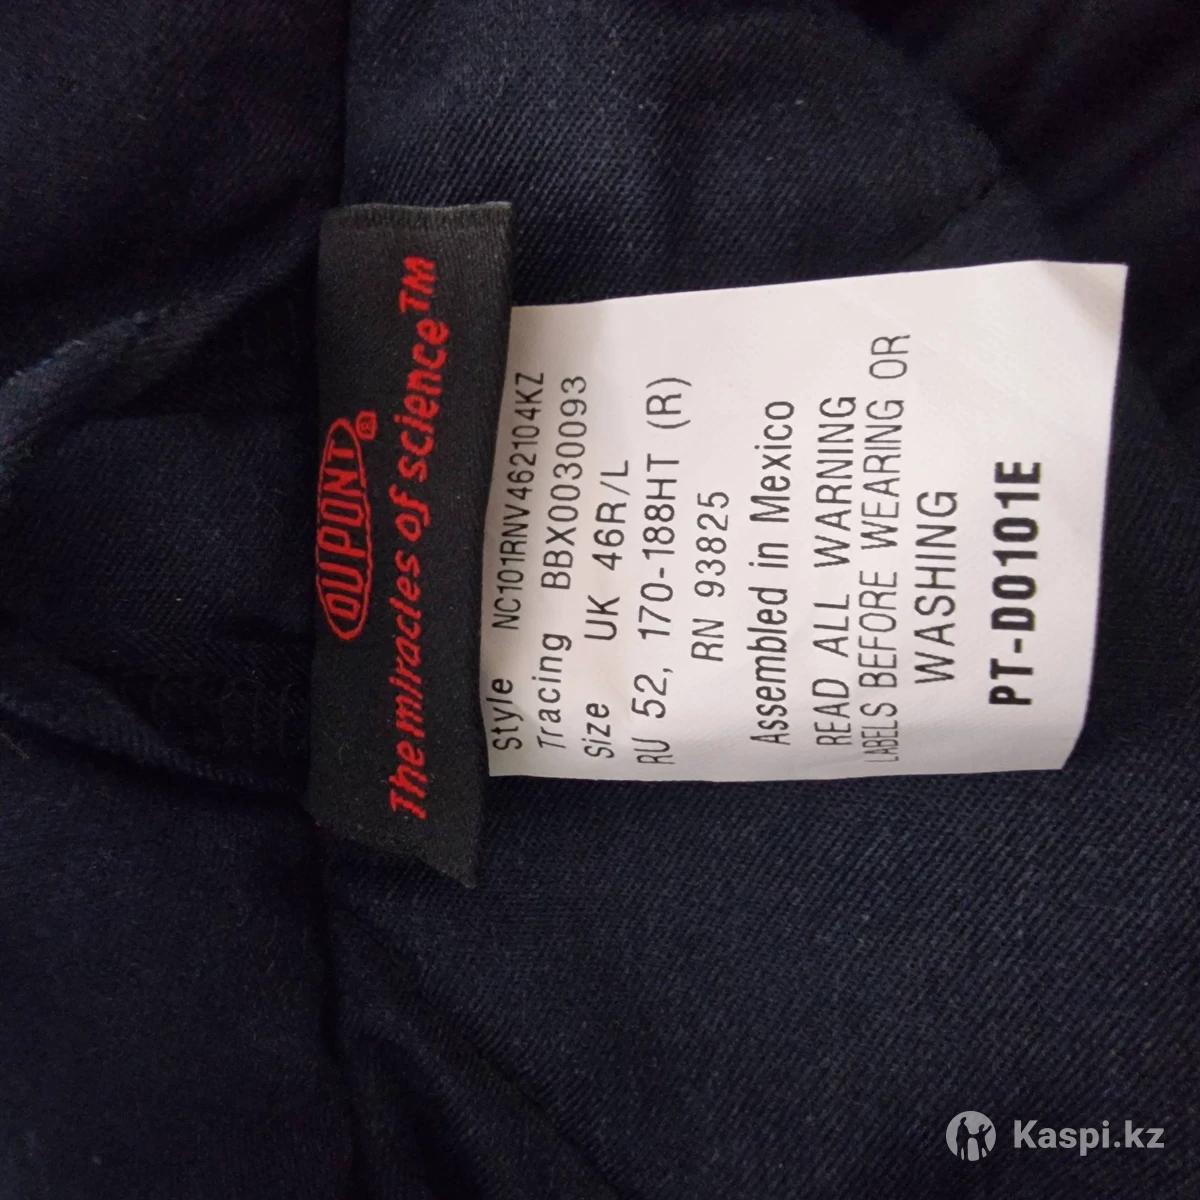 DUPONT®
The miracles of science™
Style NC101RNV462104KZ
Tracing BBX0030093
Size UK 46R/L
RU 52, 170-188HT (R)
RN 93825
Assembled in Mexico
READ ALL WARNING
LABELS BEFORE WEARING OR
WASHING
PT-D0101E
Kaspi.kz